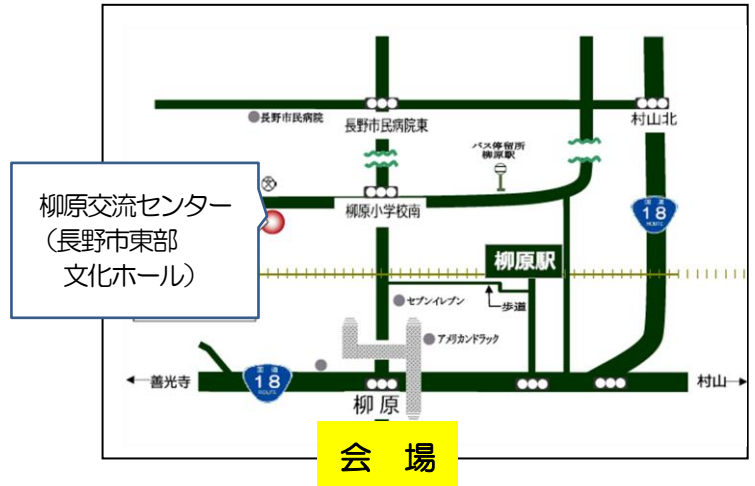 長野市民病院
長野市民病院東
村山北
バス停留所
柳原駅
柳原小学校南
柳原交流センター
（長野市東部
文化ホール）
国道
18
ROUTE
柳原駅
セブンイレブン
歩道
アメリカンドラック
国道
18
ROUTE
善光寺
村山
柳 原
会 場